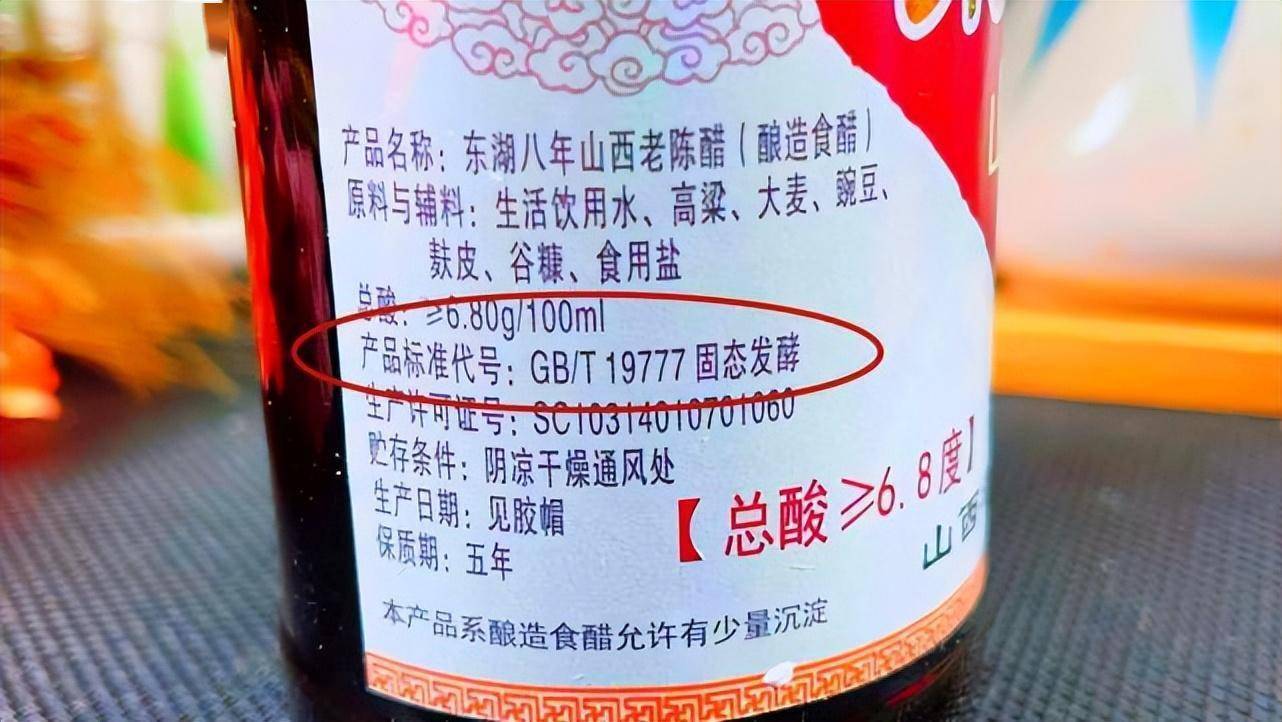 产品名称：东湖八年山西老陈醋（酿造食醋）
原料与辅料：生活饮用水、高粱、大麦、豌豆、
麸皮、谷糠、食用盐
总酸：≥6.80g/100ml
产品标准代号：GB/T 19777 固态发酵
生产许可证号：SC10314010701060
贮存条件：阴凉干燥通风处
生产日期：见胶帽
保质期：五年
【总酸≥6.8度】
山西
本产品系酿造食醋允许有少量沉淀